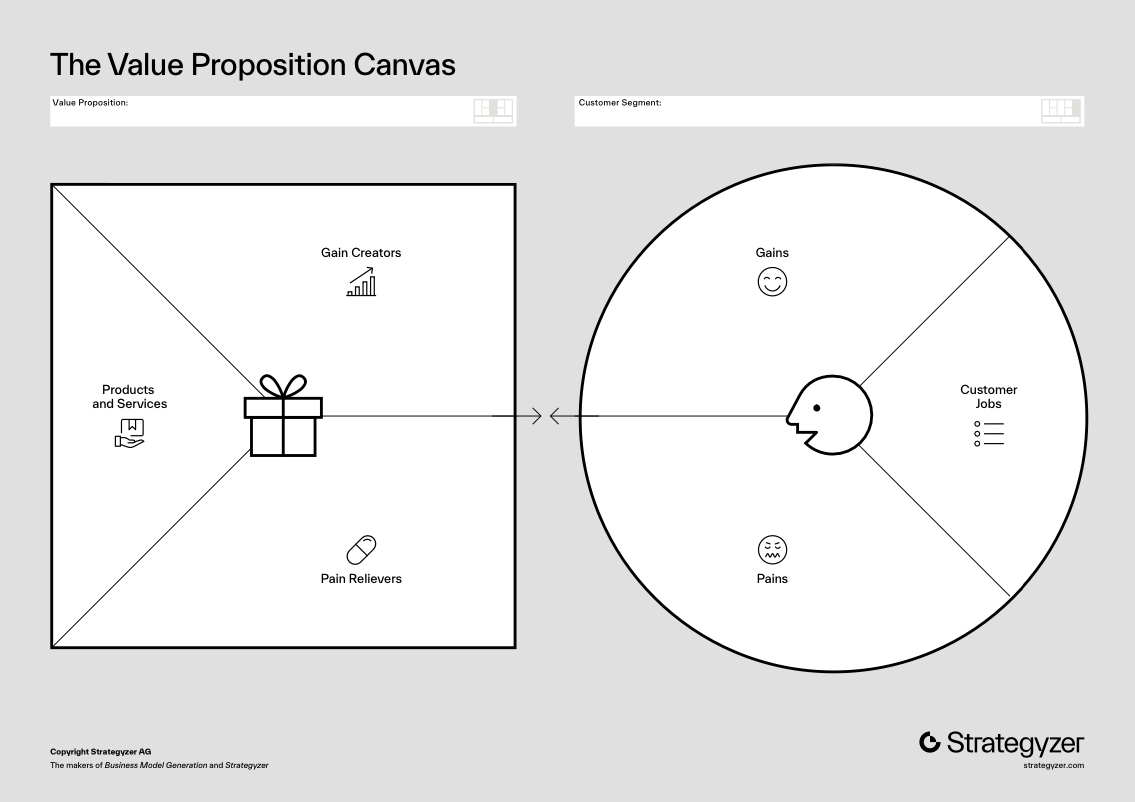 The Value Proposition Canvas
Value Proposition:
Customer Segment:
Gain Creators
Gains
Products
and Services
Customer
Jobs
Pain Relievers
Pains
Copyright Strategyzer AG
The makers of Business Model Generation and Strategyzer
Strategyzer
strategyzer.com